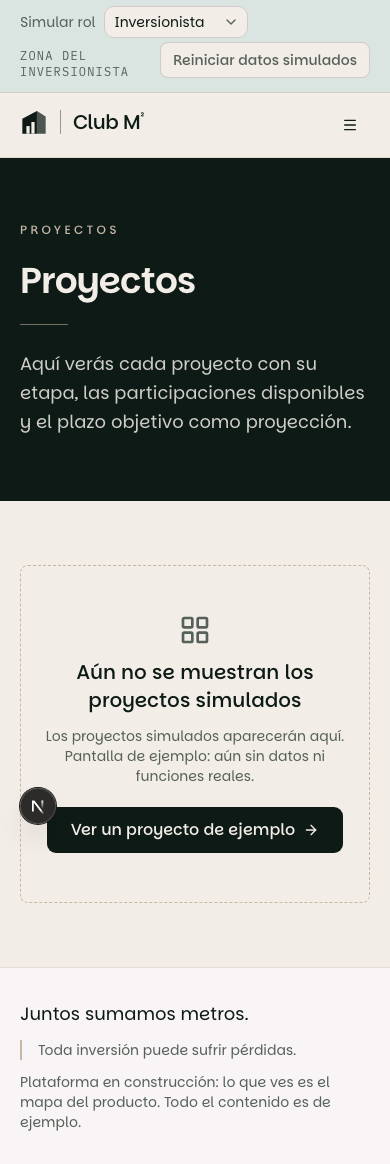 Simular rol Inversionista
ZONA DEL
INVERSIONISTA
Reiniciar datos simulados
Club M²
PROYECTOS
Proyectos
Aquí verás cada proyecto con su
etapa, las participaciones disponibles
y el plazo objetivo como proyección.
Aún no se muestran los
proyectos simulados
Los proyectos simulados aparecerán aquí.
Pantalla de ejemplo: aún sin datos ni
funciones reales.
N
Ver un proyecto de ejemplo →
Juntos sumamos metros.
Toda inversión puede sufrir pérdidas.
Plataforma en construcción: lo que ves es el
mapa del producto. Todo el contenido es de
ejemplo.